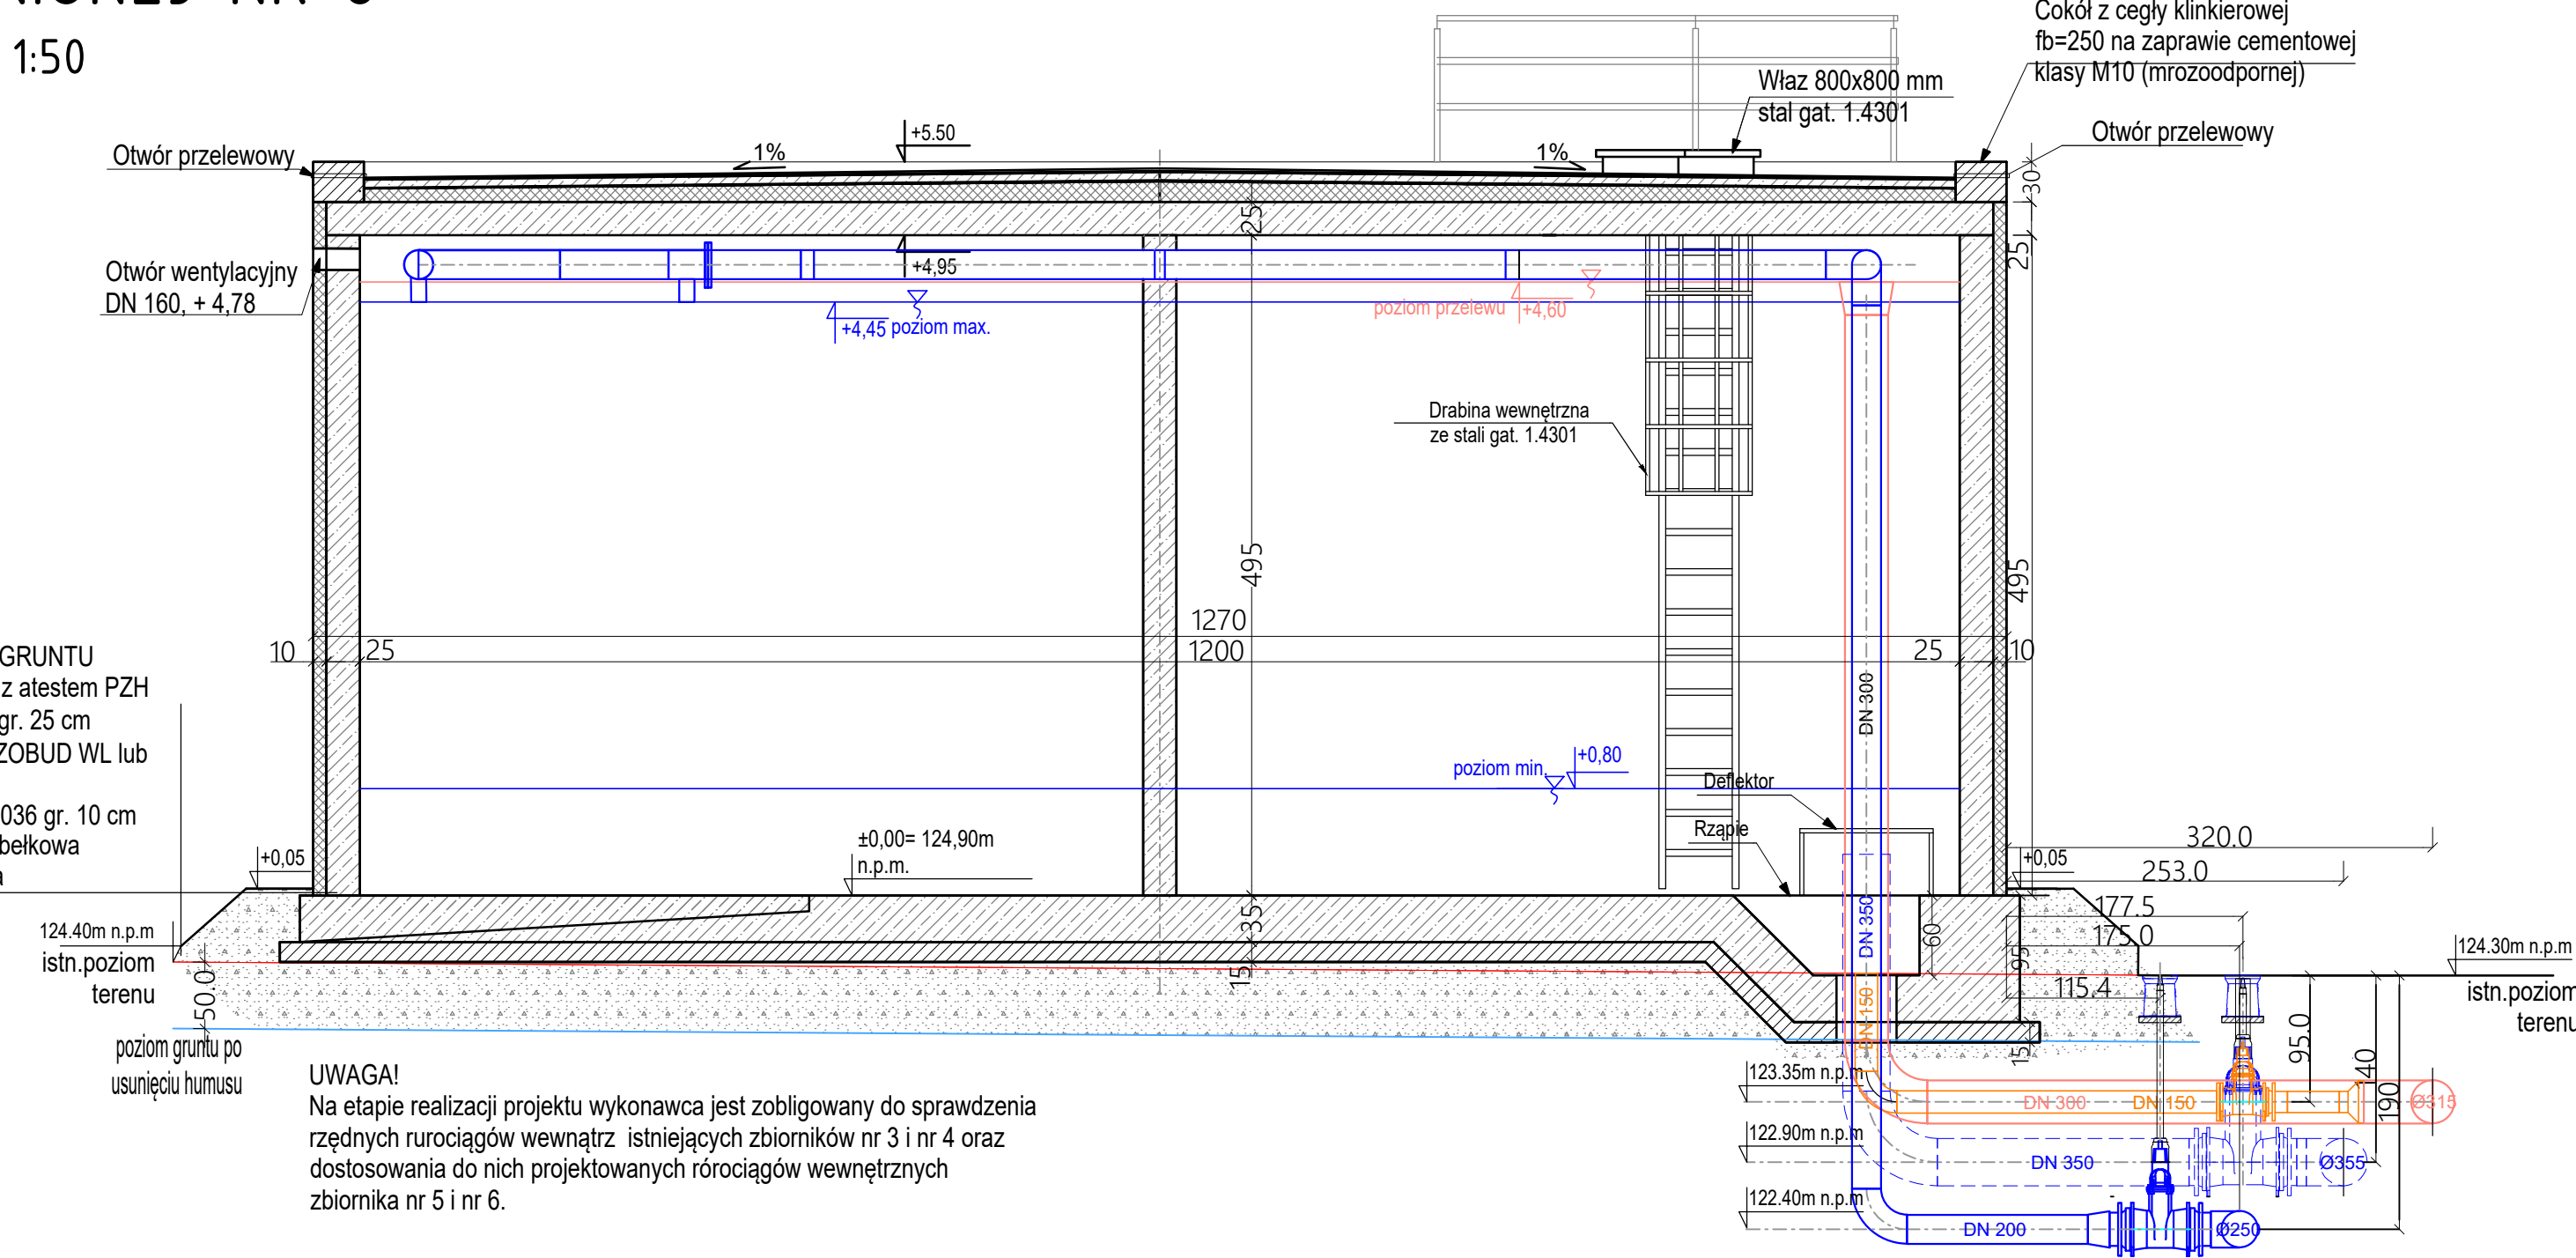 1:50
Cokół z cegły klinkierowej
fb=250 na zaprawie cementowej
klasy M10 (mrozoodpornej)
Właz 800x800 mm
stal gat. 1.4301
Otwór przelewowy
Otwór przelewowy
+5.50
1%
1%
30
25
25
Otwór wentylacyjny
DN 160, + 4,78
+4,95
+4,45 poziom max.
poziom przelewu
+4,60
Drabina wewnętrzna
ze stali gat. 1.4301
495
495
1270
1200
10
25
25
10
GRUNTU
z atestem PZH
gr. 25 cm
ZOBUD WL lub
036 gr. 10 cm
bełkowa
a
DN 300
poziom min.
+0,80
Deflektor
Rząpie
±0,00= 124,90m
n.p.m.
+0,05
+0,05
320.0
253.0
177.5
175.0
115.4
124.40m n.p.m
istn.poziom
terenu
50.0
poziom gruntu po
usunięciu humusu
35
15
60
95
15
DN 350
DN 150
124.30m n.p.m
istn.poziom
terenu
95.0
140
190
UWAGA!
Na etapie realizacji projektu wykonawca jest zobligowany do sprawdzenia
rzędnych rurociągów wewnątrz istniejących zbiorników nr 3 i nr 4 oraz
dostosowania do nich projektowanych rórociągów wewnętrznych
zbiornika nr 5 i nr 6.
123.35m n.p.m
DN 300
DN 150
Ø315
122.90m n.p.m
DN 350
Ø355
122.40m n.p.m
DN 200
Ø250